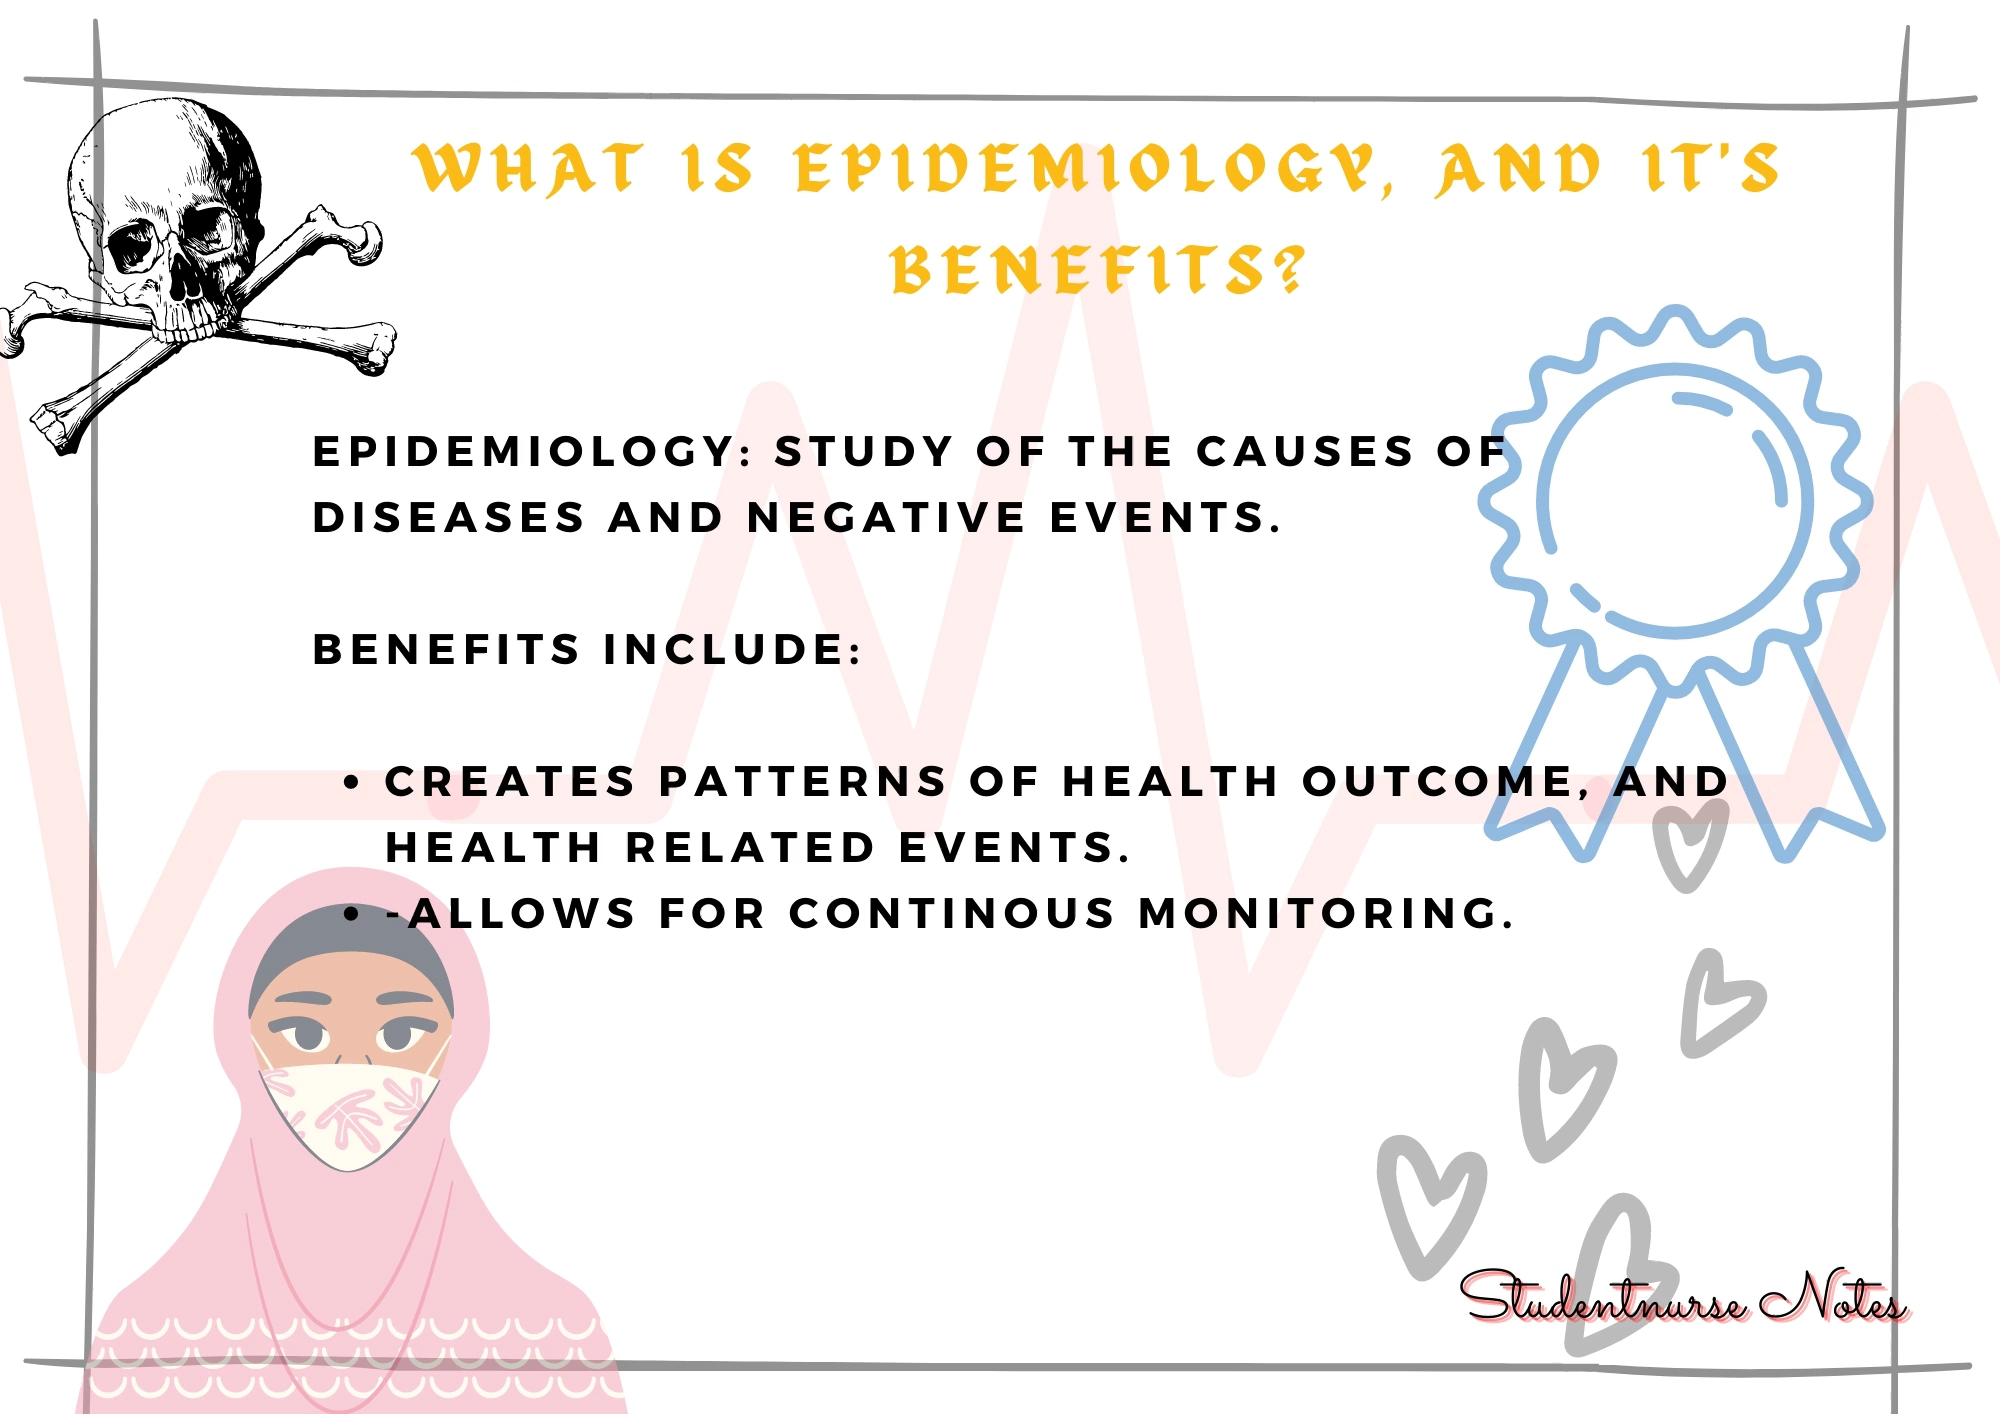 WHAT IS EPIDEMIOLOGY, AND IT'S
BENEFITS?
EPIDEMIOLOGY: STUDY OF THE CAUSES OF
DISEASES AND NEGATIVE EVENTS.
BENEFITS INCLUDE:
• CREATES PATTERNS OF HEALTH OUTCOME, AND
HEALTH RELATED EVENTS.
• -ALLOWS FOR CONTINOUS MONITORING.
Studentnurse Notes